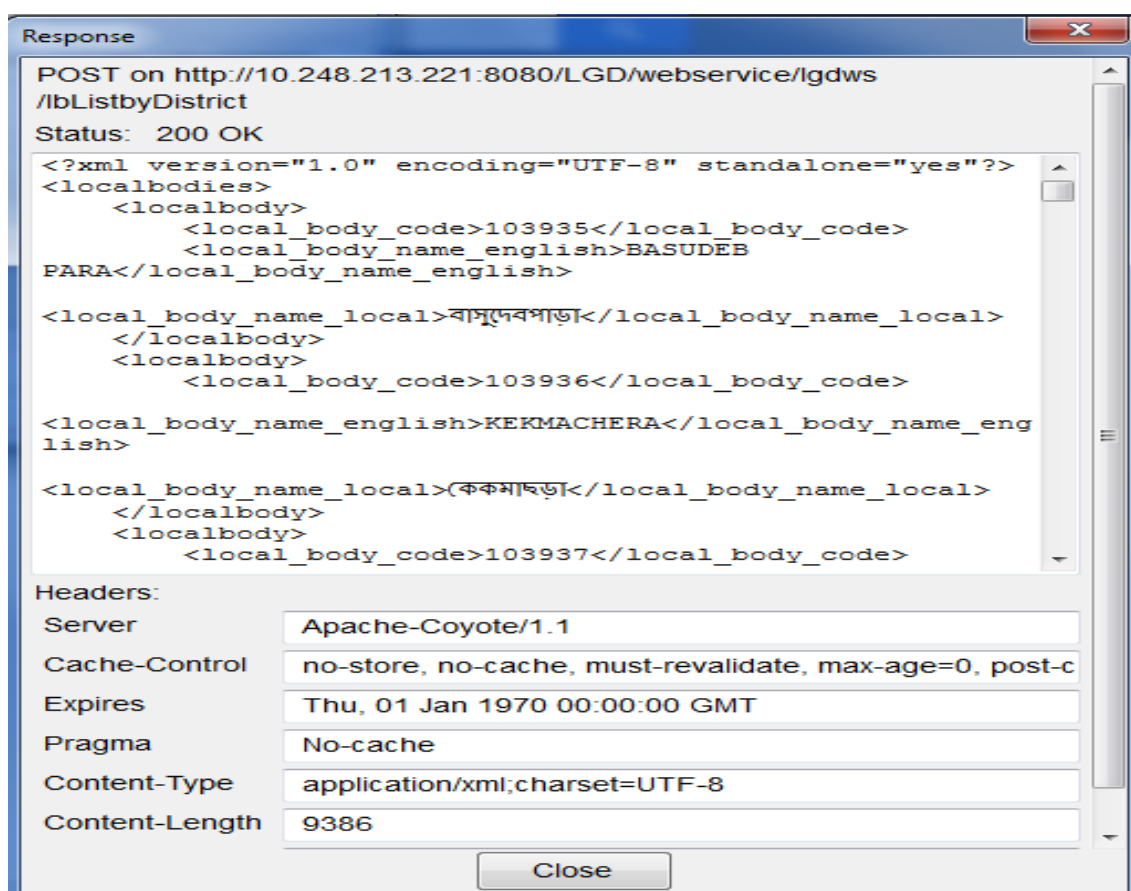 Response
POST on http://10.248.213.221:8080/LGD/webservice/lgdws
/lbListbyDistrict
Status: 200 OK
<?xml version="1.0" encoding="UTF-8" standalone="yes"?>
<localbodies>
<localbody>
<local_body_code>103935</local_body_code>
<local_body_name_english>BASUDEB
PARA</local_body_name_english>
<local_body_name_local>বাসুদেবপাড়া</local_body_name_local>
</localbody>
<localbody>
<local_body_code>103936</local_body_code>
<local_body_name_english>KEKMACHERA</local_body_name_eng
lish>
<local_body_name_local>কেকমাছড়া</local_body_name_local>
</localbody>
<localbody>
<local_body_code>103937</local_body_code>
Headers:
Server Apache-Coyote/1.1
Cache-Control no-store, no-cache, must-revalidate, max-age=0, post-c
Expires Thu, 01 Jan 1970 00:00:00 GMT
Pragma No-cache
Content-Type application/xml;charset=UTF-8
Content-Length 9386
Close